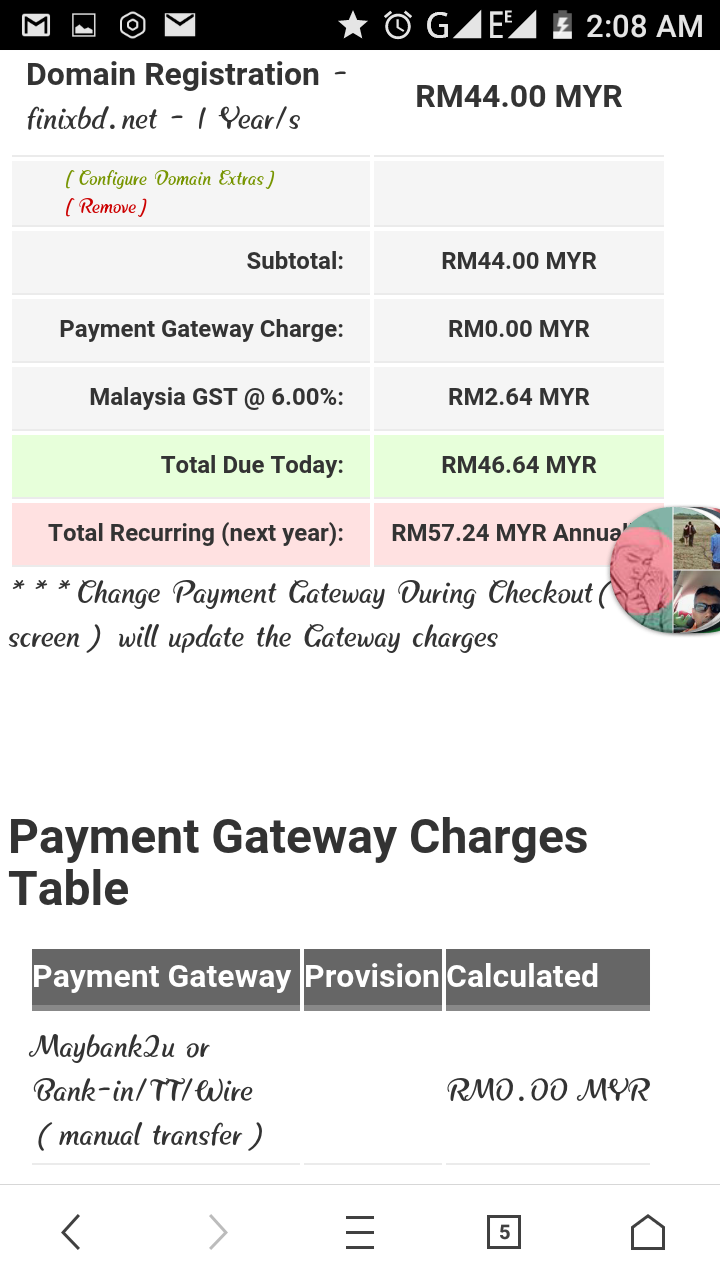 G E E 2:08 AM
Domain Registration -
finixbd.net - 1 Year/s
RM44.00 MYR
( Configure Domain Extras )
( Remove )
Subtotal: RM44.00 MYR
Payment Gateway Charge: RM0.00 MYR
Malaysia GST @ 6.00%: RM2.64 MYR
Total Due Today: RM46.64 MYR
Total Recurring (next year): RM57.24 MYR
* * * Change Payment Gateway During Checkout (
screen ) will update the Gateway charges
Payment Gateway Charges
Table
Payment Gateway Provision Calculated
Maybank2u or
Bank-in/TT/Wire RM0.00 MYR
( manual transfer )
5